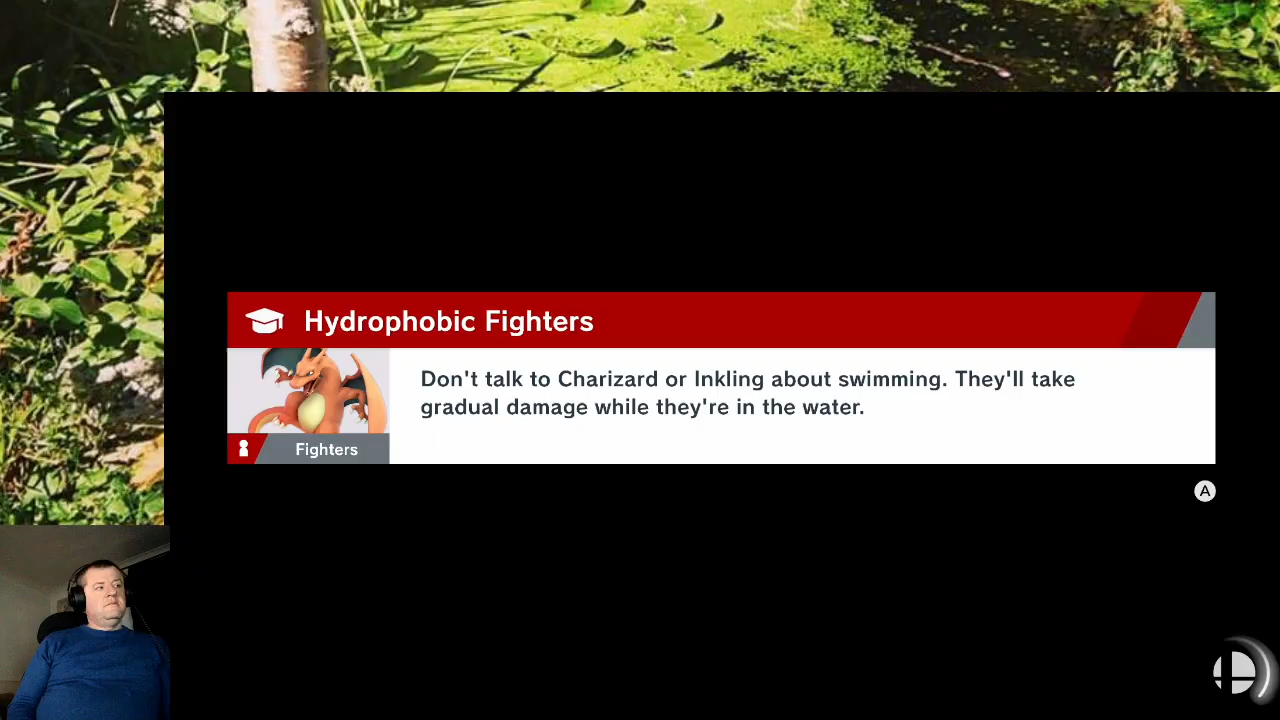 Hydrophobic Fighters
Don't talk to Charizard or Inkling about swimming. They'll take
gradual damage while they're in the water.
Fighters
A